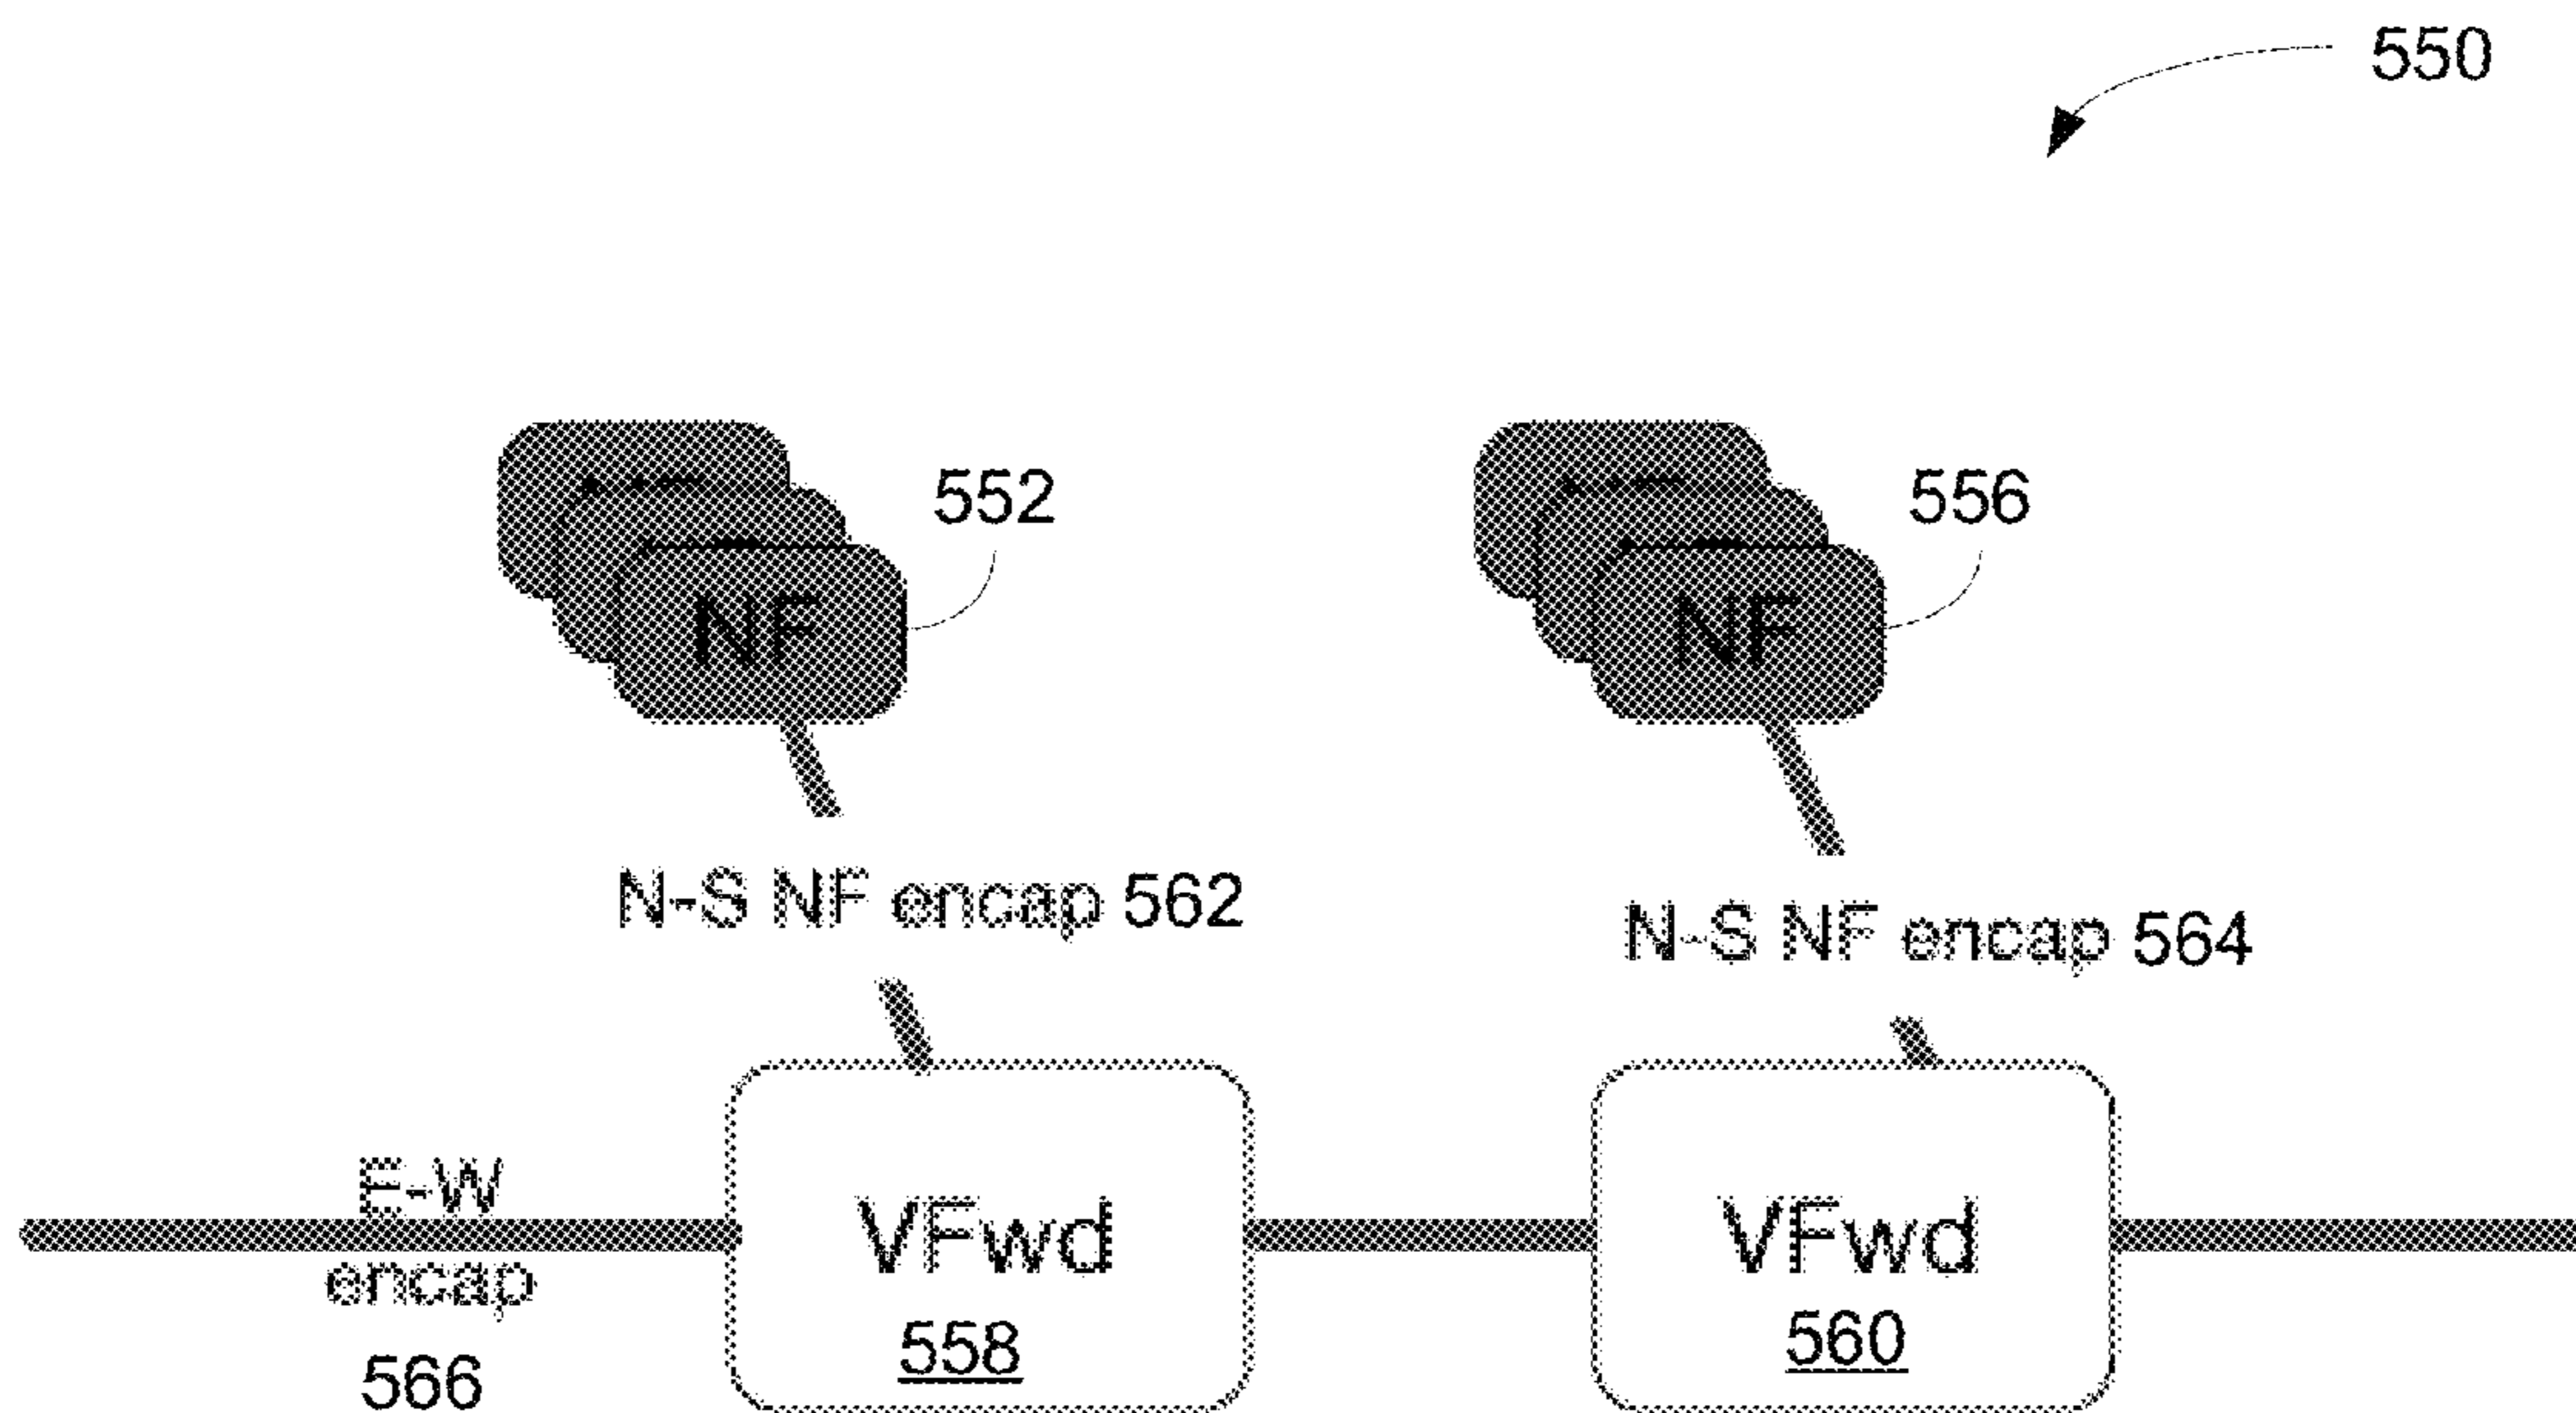 550
552
556
NF
NF
N-S NF encap 562
N-S NF encap 564
E-W
encap
566
VFwd
558
VFwd
560